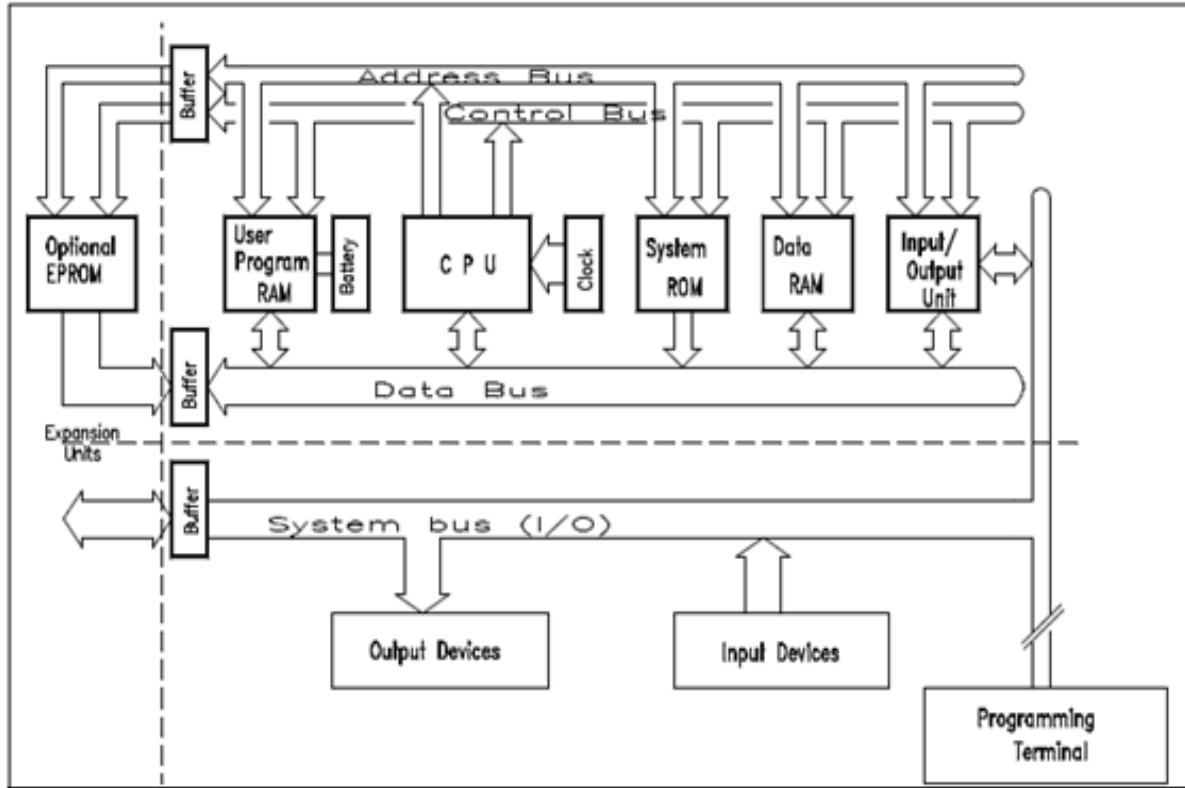 Buffer
Address Bus
Control Bus
Optional
EPROM
User
Program
RAM
Battery
C P U
Clock
System
ROM
Data
RAM
Input/
Output
Unit
Buffer
Data Bus
Expansion
Units
Buffer
System bus (I/O)
Output Devices
Input Devices
Programming
Terminal